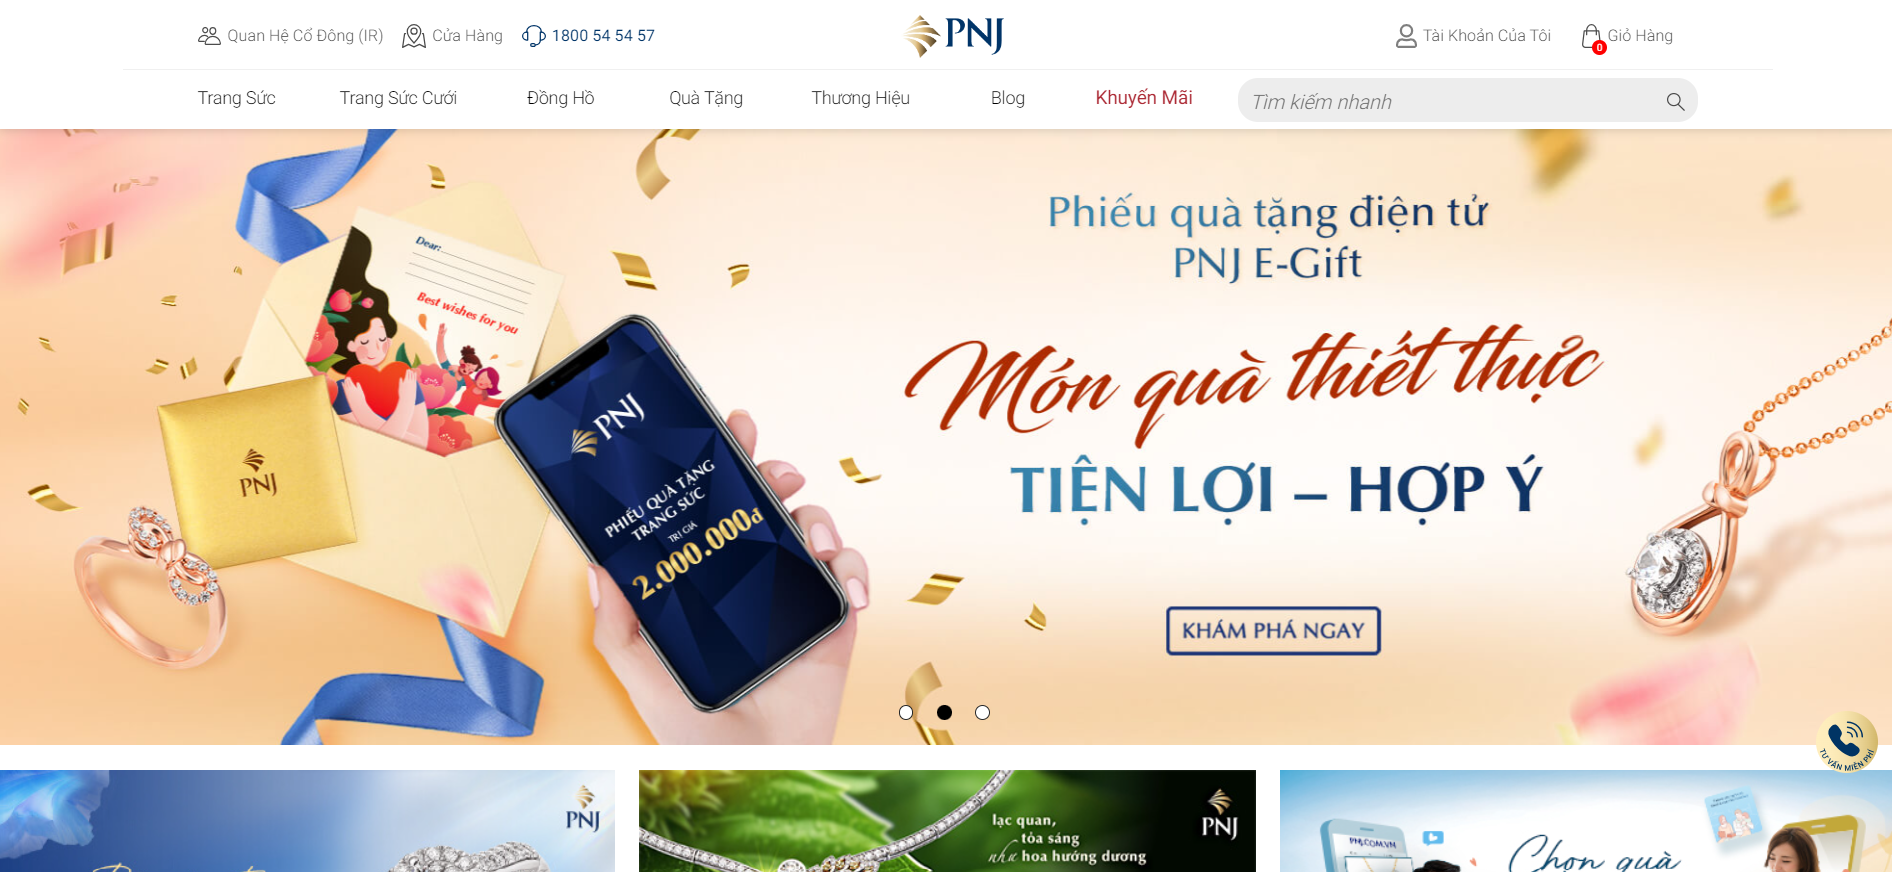 Quan Hệ Cổ Đông (IR)
Cửa Hàng
1800 54 54 57
PNJ
Tài Khoản Của Tôi
0
Giỏ Hàng
Trang Sức
Trang Sức Cưới
Đồng Hồ
Quà Tặng
Thương Hiệu
Blog
Khuyến Mãi
Tìm kiếm nhanh
Dear:
Best wishes for you
PNJ
PNJ
PHIẾU QUÀ TẶNG
TRANG SỨC
TRỊ GIÁ
2.000.000đ
Phiếu quà tặng điện tử
PNJ E-Gift
Món quà thiết thực
TIỆN LỢI – HỢP Ý
KHÁM PHÁ NGAY
TƯ VẤN MIỄN PHÍ
PNJ
lạc quan,
tỏa sáng
như hoa hướng dương
PNJ
PNJ.COM.VN
Chọn quà